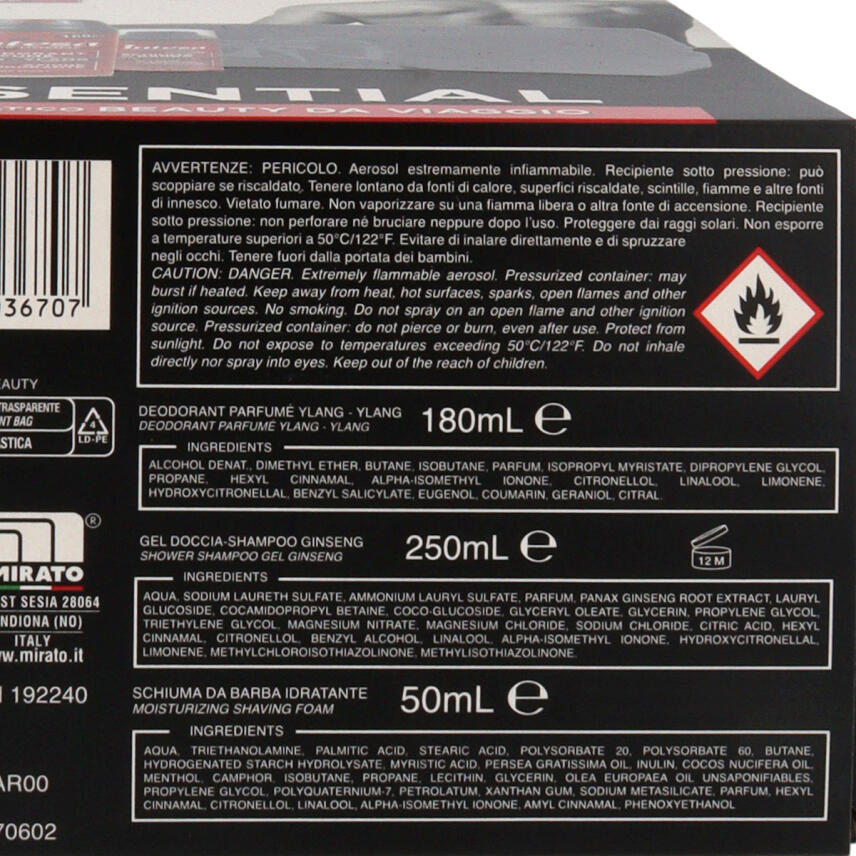 Intesa
SENTIAL
BEAUTY DA VIAGGIO
AVVERTENZE: PERICOLO. Aerosol estremamente infiammabile. Recipiente sotto pressione: può
scoppiare se riscaldato. Tenere lontano da fonti di calore, superfici riscaldate, scintille, fiamme e altre fonti
di innesco. Vietato fumare. Non vaporizzare su una fiamma libera o altra fonte di accensione. Recipiente
sotto pressione: non perforare né bruciare neppure dopo l'uso. Proteggere dai raggi solari. Non esporre
a temperature superiori a 50°C/122°F. Evitare di inalare direttamente e di spruzzare
negli occhi. Tenere fuori dalla portata dei bambini.
CAUTION: DANGER. Extremely flammable aerosol. Pressurized container: may
burst if heated. Keep away from heat, hot surfaces, sparks, open flames and other
ignition sources. No smoking. Do not spray on an open flame and other ignition
source. Pressurized container: do not pierce or burn, even after use. Protect from
sunlight. Do not expose to temperatures exceeding 50°C/122°F. Do not inhale
directly nor spray into eyes. Keep out of the reach of children.
36707
EAUTY
TRASPARENTE
NT BAG
ASTICA
4
LD-PE
DEODORANT PARFUMÉ YLANG - YLANG 180mL ℮
DEODORANT PARFUMÉ YLANG - YLANG
INGREDIENTS
ALCOHOL DENAT., DIMETHYL ETHER, BUTANE, ISOBUTANE, PARFUM, ISOPROPYL MYRISTATE, DIPROPYLENE GLYCOL,
PROPANE, HEXYL CINNAMAL, ALPHA-ISOMETHYL IONONE, CITRONELLOL, LINALOOL, LIMONENE,
HYDROXYCITRONELLAL, BENZYL SALICYLATE, EUGENOL, COUMARIN, GERANIOL, CITRAL.
GEL DOCCIA-SHAMPOO GINSENG 250mL ℮
SHOWER SHAMPOO GEL GINSENG
12 M
INGREDIENTS
AQUA, SODIUM LAURETH SULFATE, AMMONIUM LAURYL SULFATE, PARFUM, PANAX GINSENG ROOT EXTRACT, LAURYL
GLUCOSIDE, COCAMIDOPROPYL BETAINE, COCO-GLUCOSIDE, GLYCERYL OLEATE, GLYCERIN, PROPYLENE GLYCOL,
TRIETHYLENE GLYCOL, MAGNESIUM NITRATE, MAGNESIUM CHLORIDE, SODIUM CHLORIDE, CITRIC ACID, HEXYL
CINNAMAL, CITRONELLOL, BENZYL ALCOHOL, LINALOOL, ALPHA-ISOMETHYL IONONE, HYDROXYCITRONELLAL,
LIMONENE, METHYLCHLOROISOTHIAZOLINONE, METHYLISOTHIAZOLINONE.
®
MIRATO
ST SESIA 28064
NDIONA (NO)
ITALY
w.mirato.it
192240
SCHIUMA DA BARBA IDRATANTE 50mL ℮
MOISTURIZING SHAVING FOAM
INGREDIENTS
AQUA, TRIETHANOLAMINE, PALMITIC ACID, STEARIC ACID, POLYSORBATE 20, POLYSORBATE 60, BUTANE,
HYDROGENATED STARCH HYDROLYSATE, MYRISTIC ACID, PERSEA GRATISSIMA OIL, INULIN, COCOS NUCIFERA OIL,
MENTHOL, CAMPHOR, ISOBUTANE, PROPANE, LECITHIN, GLYCERIN, OLEA EUROPAEA OIL UNSAPONIFIABLES,
PROPYLENE GLYCOL, POLYQUATERNIUM-7, PETROLATUM, XANTHAN GUM, SODIUM METASILICATE, PARFUM, HEXYL
CINNAMAL, CITRONELLOL, LINALOOL, ALPHA-ISOMETHYL IONONE, AMYL CINNAMAL, PHENOXYETHANOL
AR00
70602